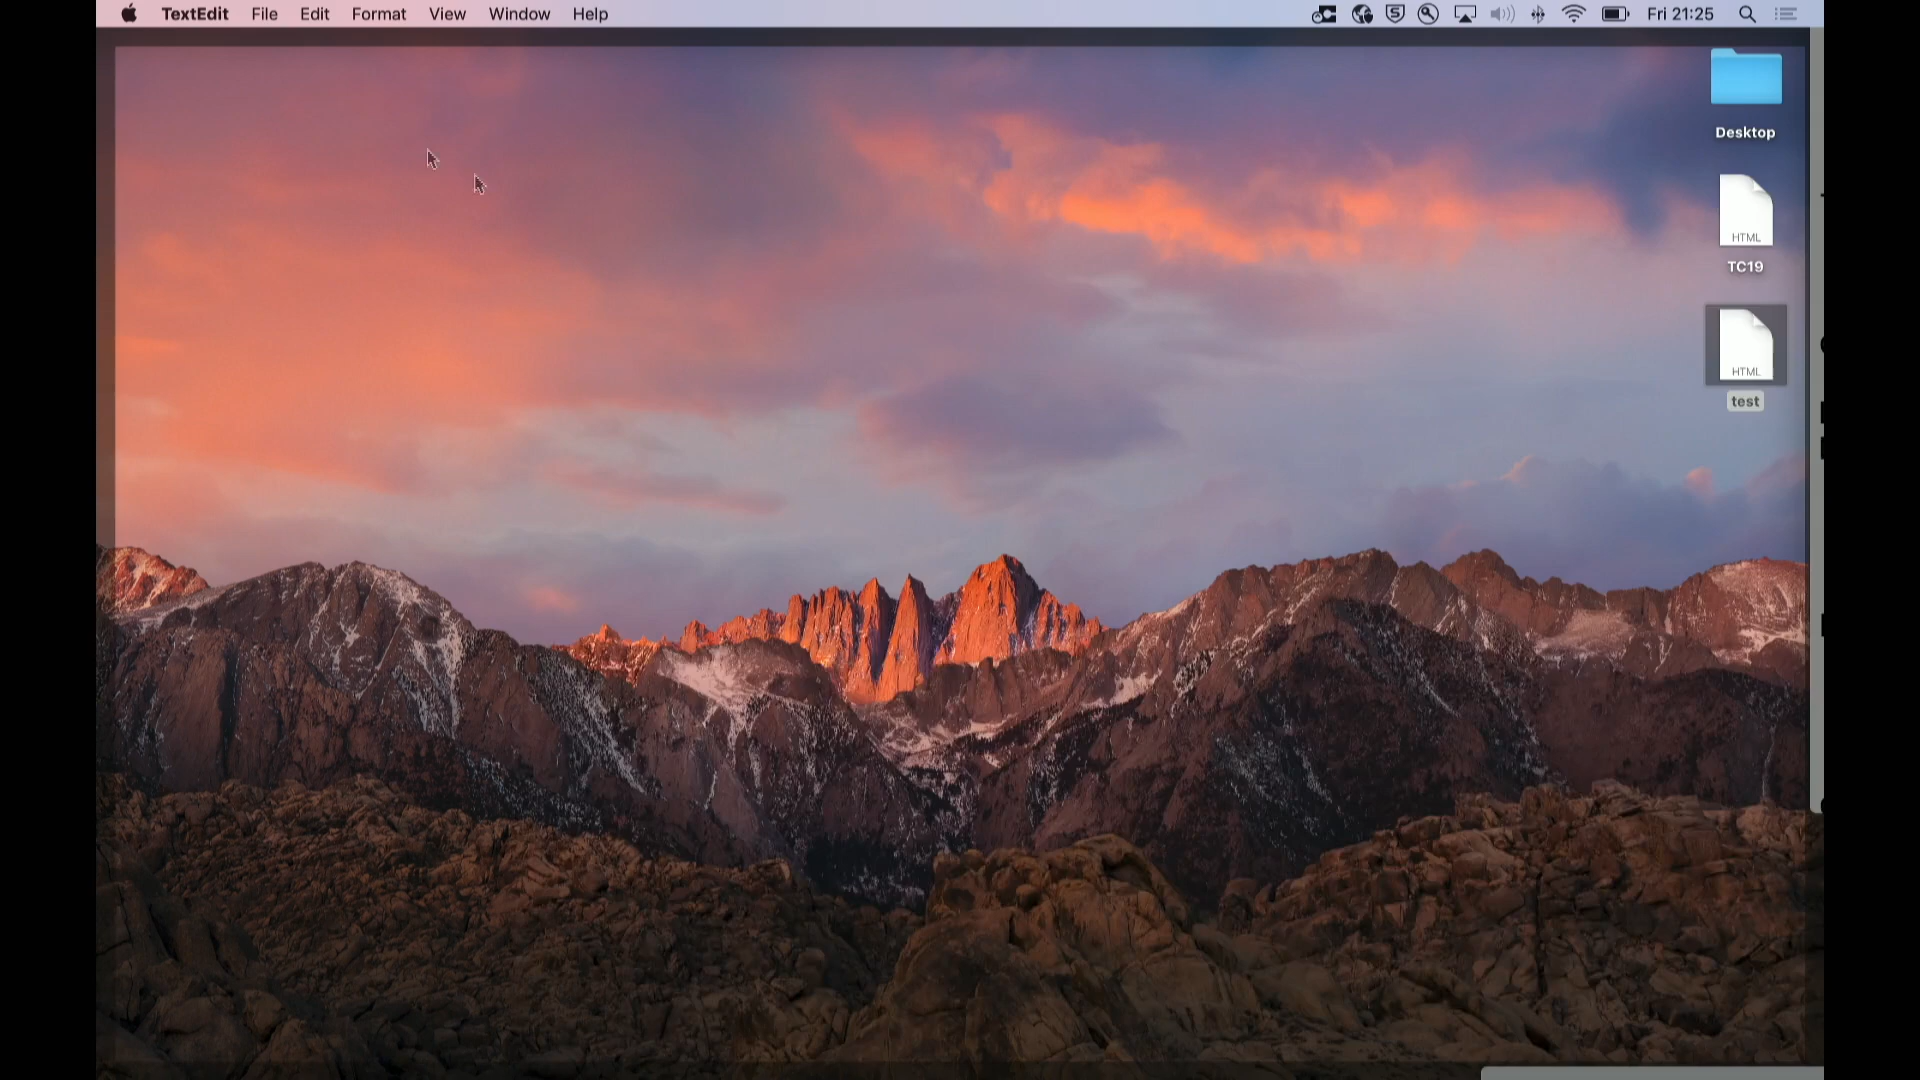 TextEdit File Edit Format View Window Help Fri 21:25
Desktop
HTML
TC19
HTML
test